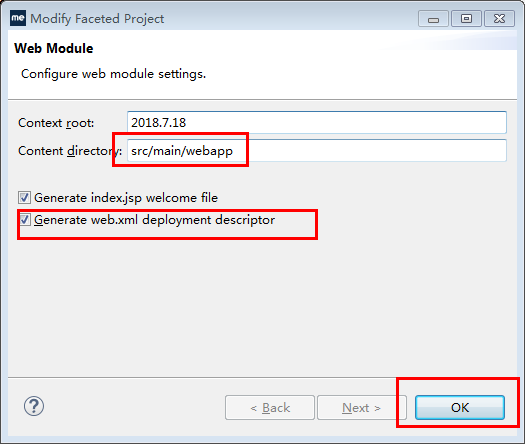 me Modify Faceted Project
Web Module
Configure web module settings.
Context root: 2018.7.18
Content directory: src/main/webapp
Generate index.jsp welcome file
Generate web.xml deployment descriptor
? < Back Next > OK